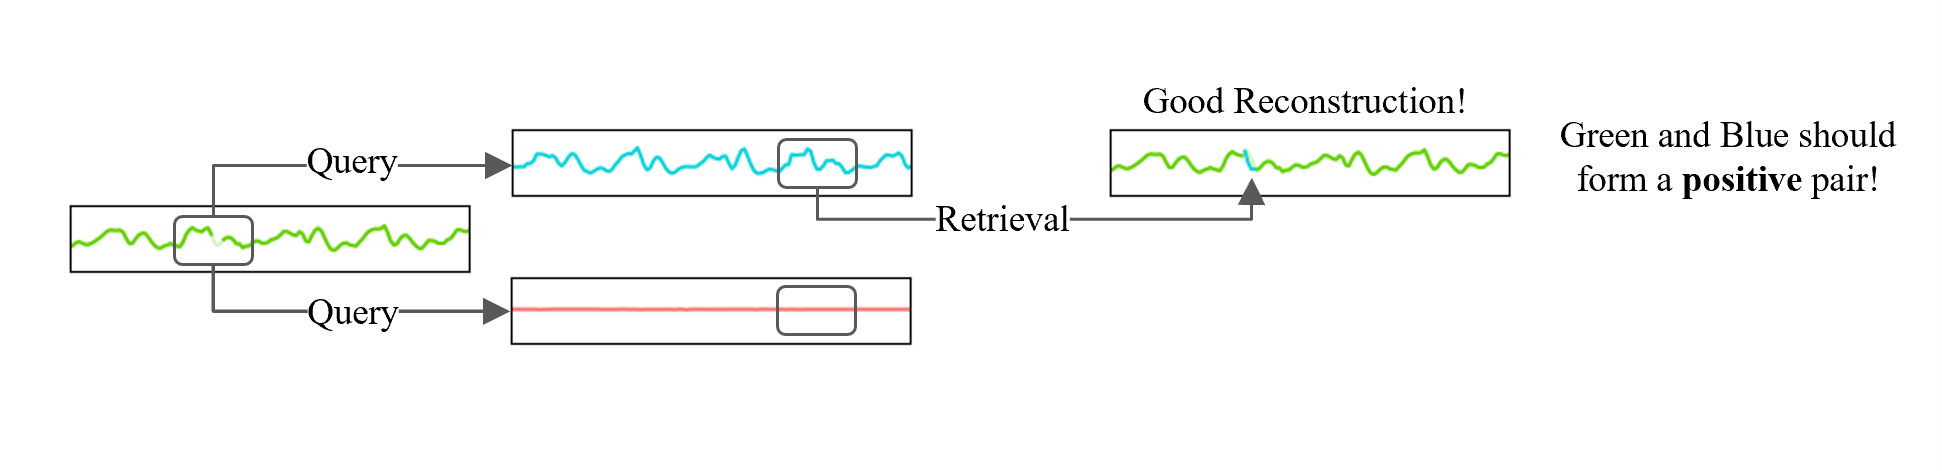 Query
Query
Retrieval
Good Reconstruction!
Green and Blue should
form a positive pair!